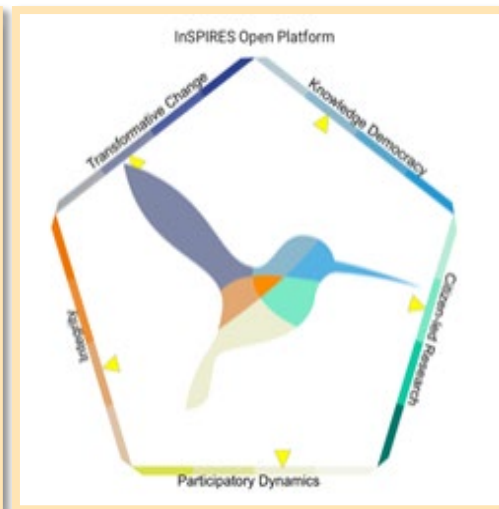 InSPIRES Open Platform
Transformative Change
Knowledge Democracy
Integrity
Citizen-led Research
Participatory Dynamics